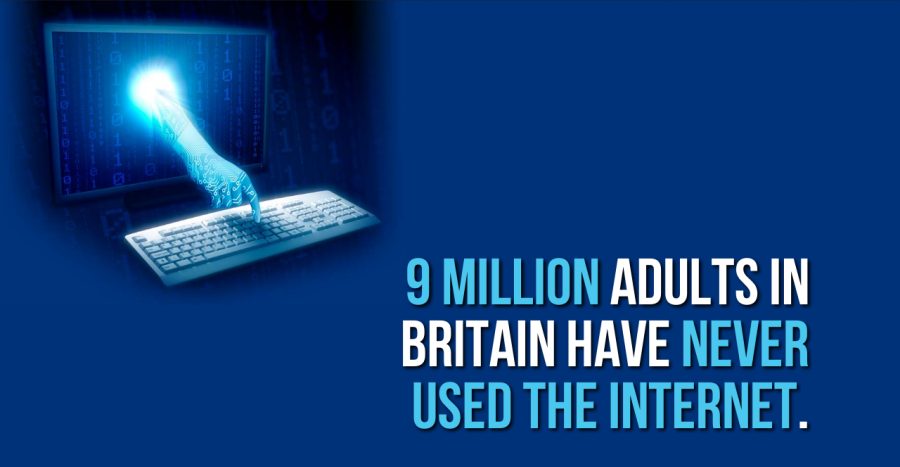 9 MILLION ADULTS IN
BRITAIN HAVE NEVER
USED THE INTERNET.